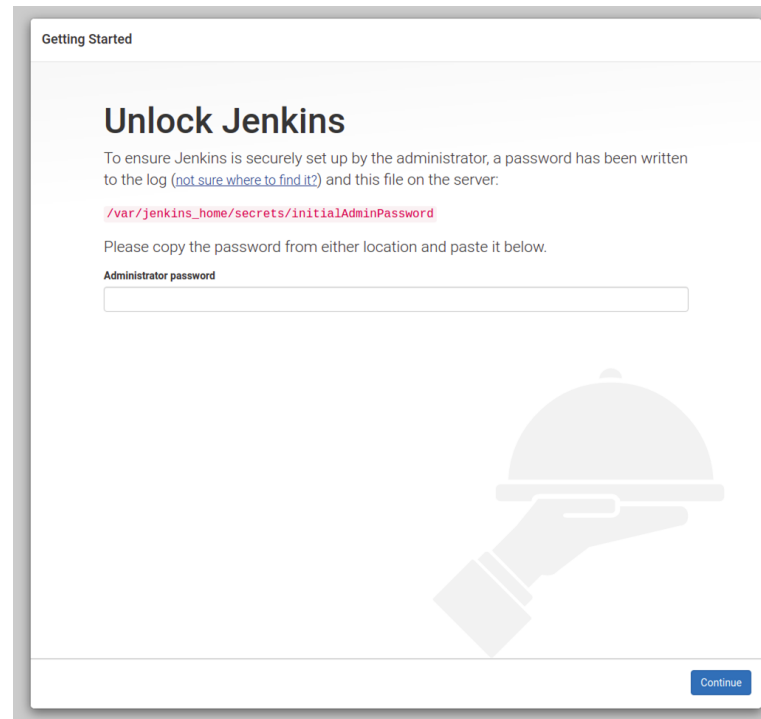 Getting Started
Unlock Jenkins
To ensure Jenkins is securely set up by the administrator, a password has been written
to the log (not sure where to find it?) and this file on the server:
/var/jenkins_home/secrets/initialAdminPassword
Please copy the password from either location and paste it below.
Administrator password
Continue